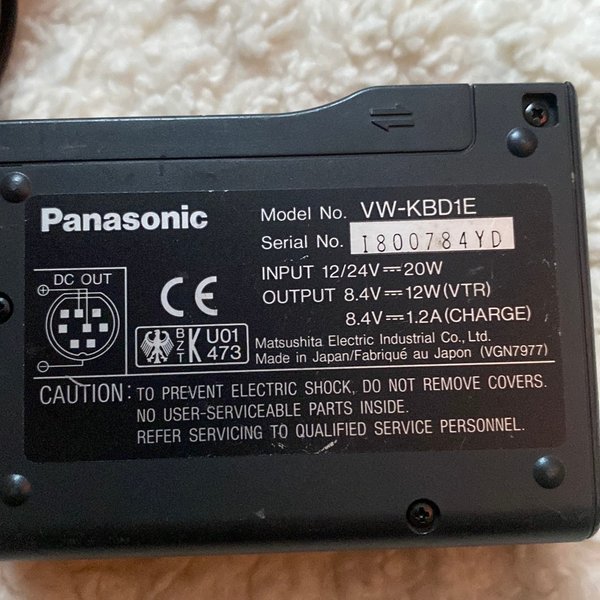 Panasonic
Model No. VW-KBD1E
Serial No. I800784YD
INPUT 12/24V⎓20W
OUTPUT 8.4V⎓12W(VTR)
8.4V⎓1.2A(CHARGE)
DC OUT
⊕
⊖
CE
BZT K U01 473
Matsushita Electric Industrial Co., Ltd.
Made in Japan/Fabriqué au Japon (VGN7977)
CAUTION: TO PREVENT ELECTRIC SHOCK, DO NOT REMOVE COVERS.
NO USER-SERVICEABLE PARTS INSIDE.
REFER SERVICING TO QUALIFIED SERVICE PERSONNEL.